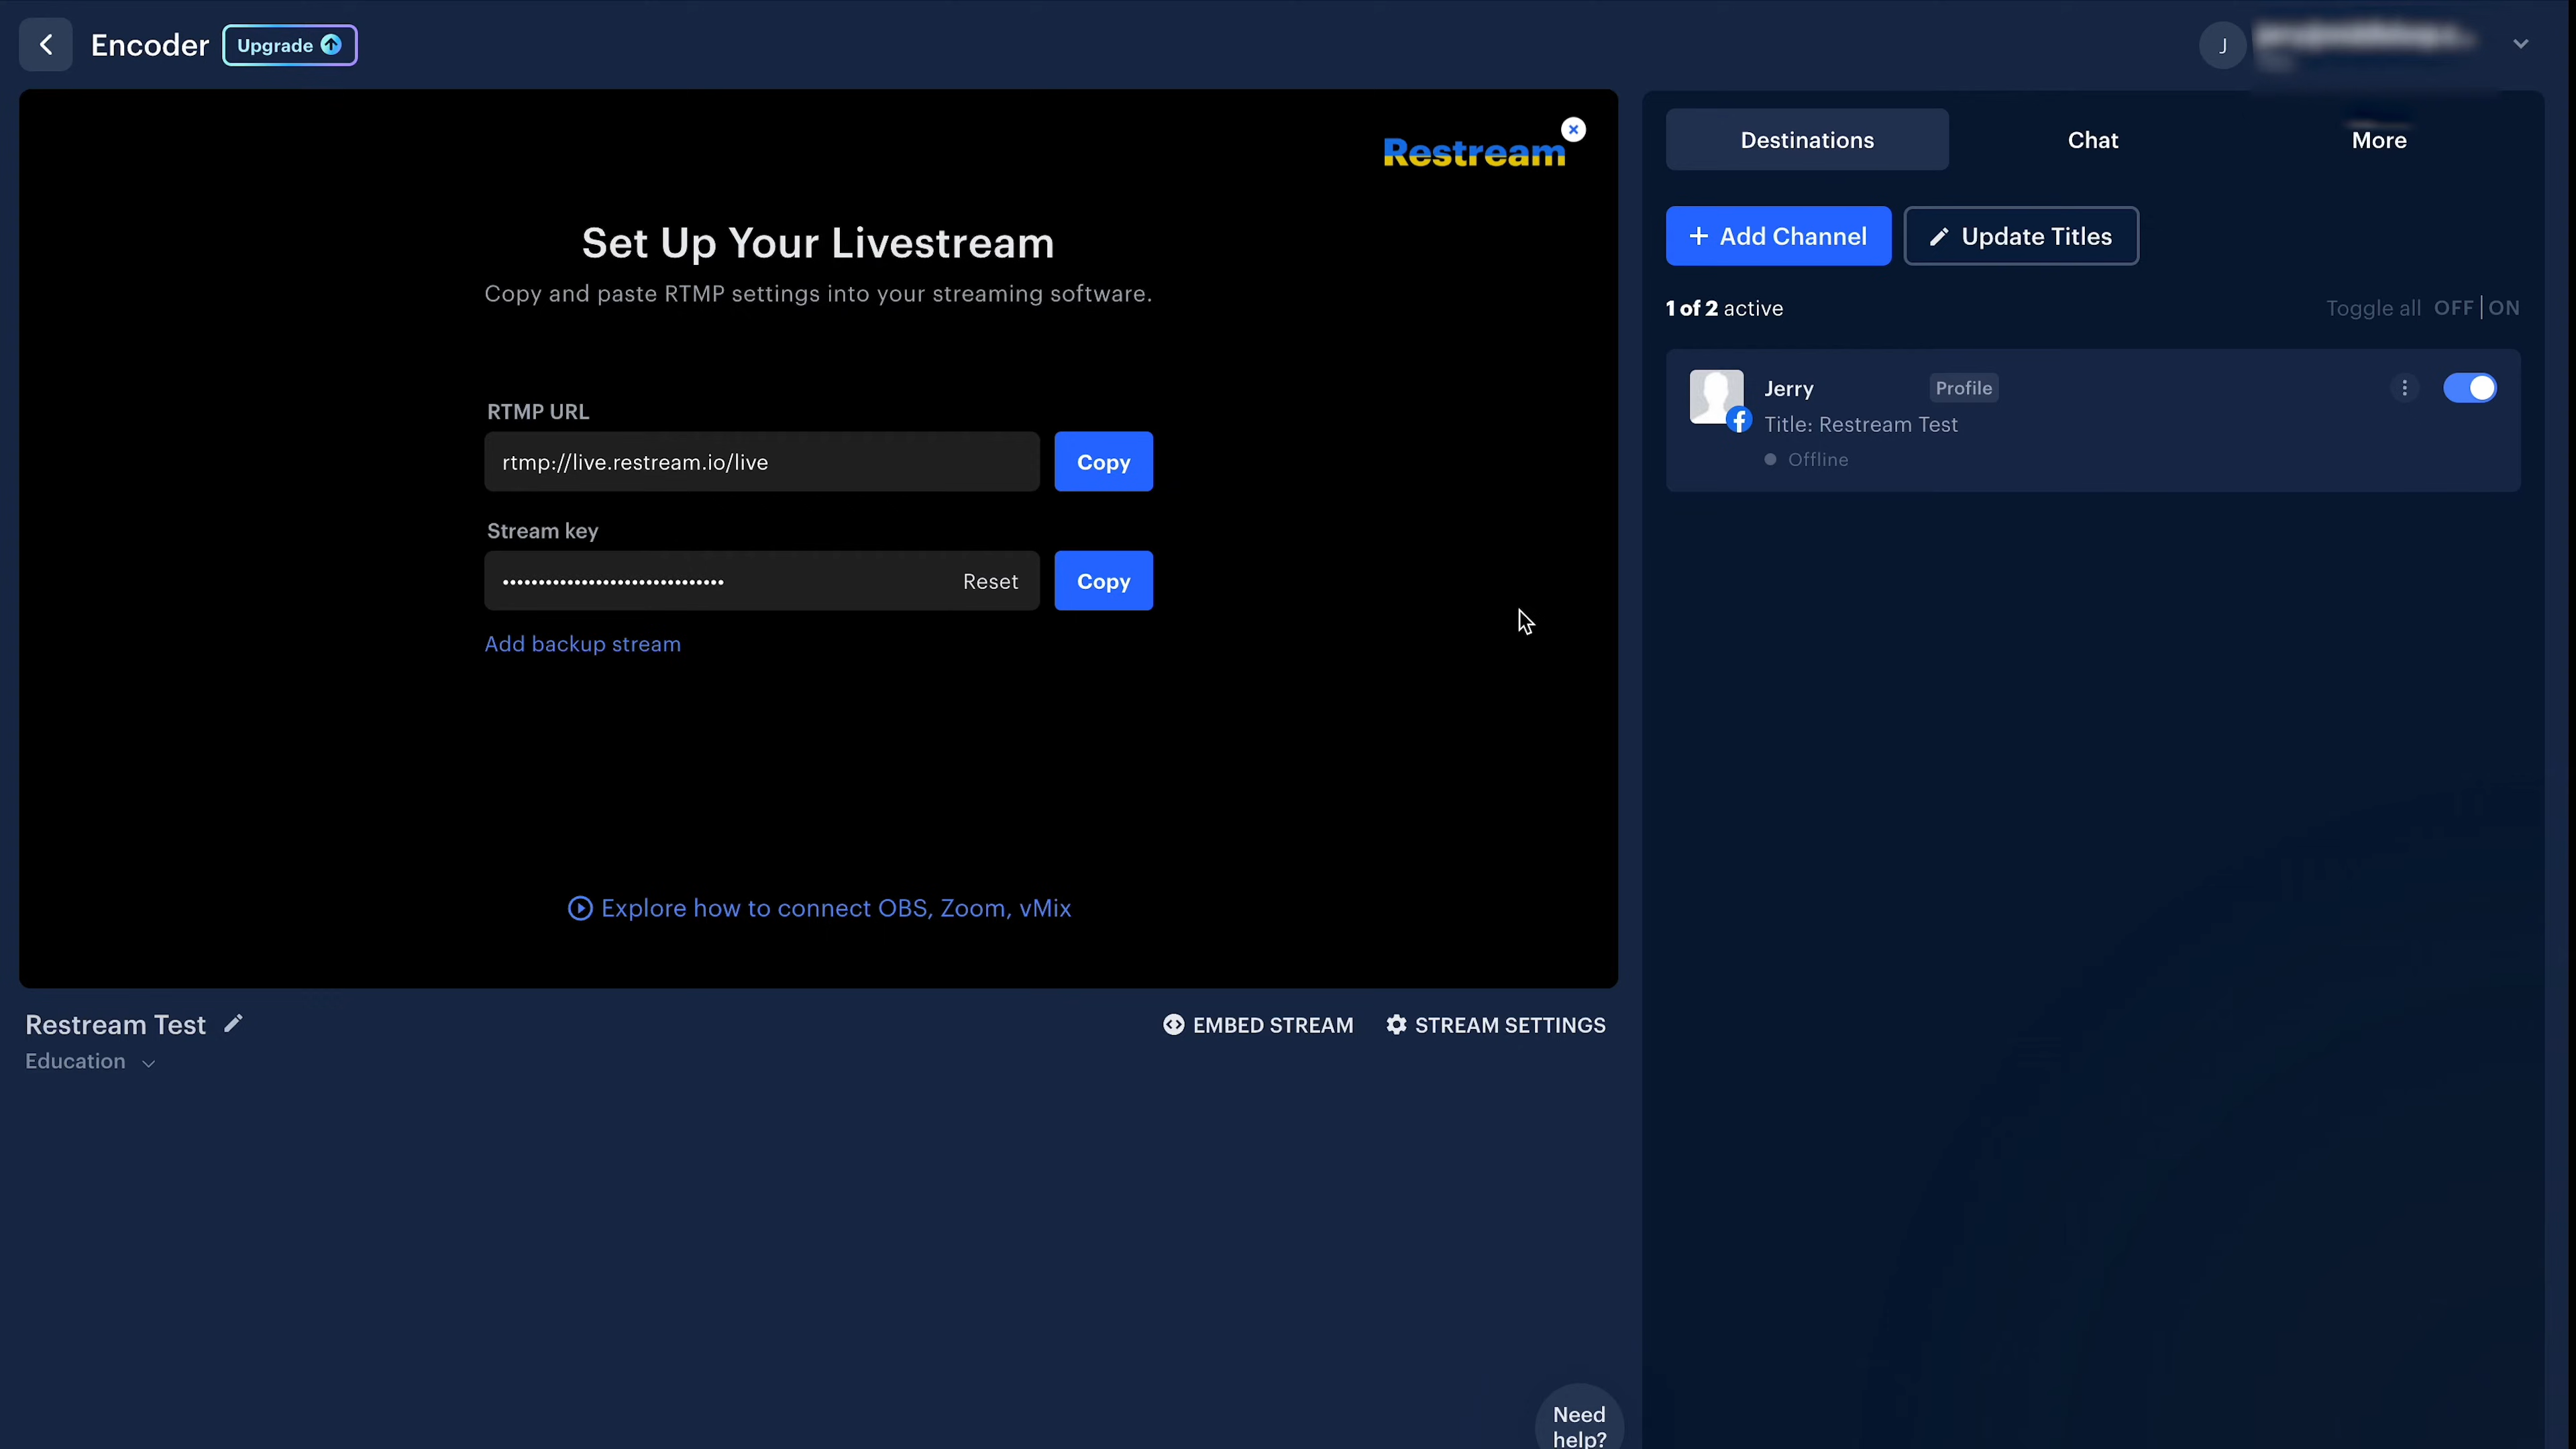 Encoder
Upgrade
J
Restream
Set Up Your Livestream
Copy and paste RTMP settings into your streaming software.
RTMP URL
rtmp://live.restream.io/live
Copy
Stream key
•••••••••••••••••••••••••••••••
Reset
Copy
Add backup stream
Explore how to connect OBS, Zoom, vMix
Restream Test
Education
EMBED STREAM
STREAM SETTINGS
Need
help?
Destinations
Chat
More
+ Add Channel
Update Titles
1 of 2 active
Toggle all OFF | ON
Jerry
Profile
Title: Restream Test
Offline